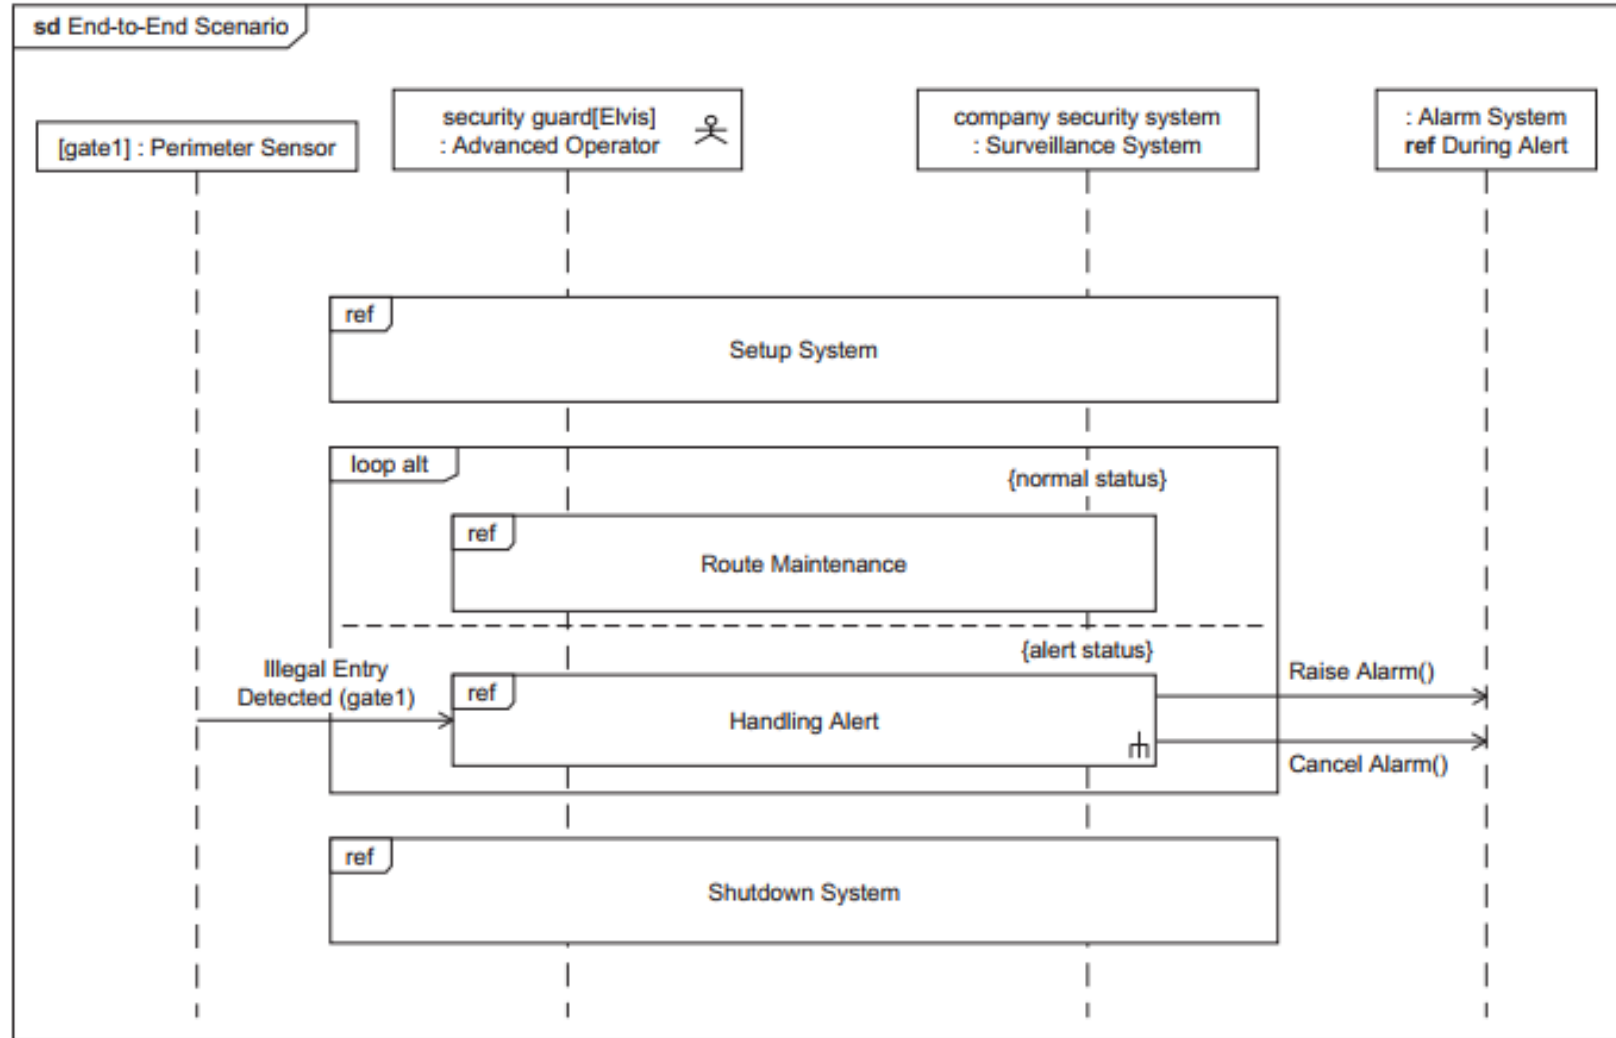 sd End-to-End Scenario
[gate1] : Perimeter Sensor
security guard[Elvis]
: Advanced Operator
company security system
: Surveillance System
: Alarm System
ref During Alert
ref
Setup System
loop alt
{normal status}
ref
Route Maintenance
{alert status}
Illegal Entry
Detected (gate1)
ref
Handling Alert
Raise Alarm()
Cancel Alarm()
ref
Shutdown System